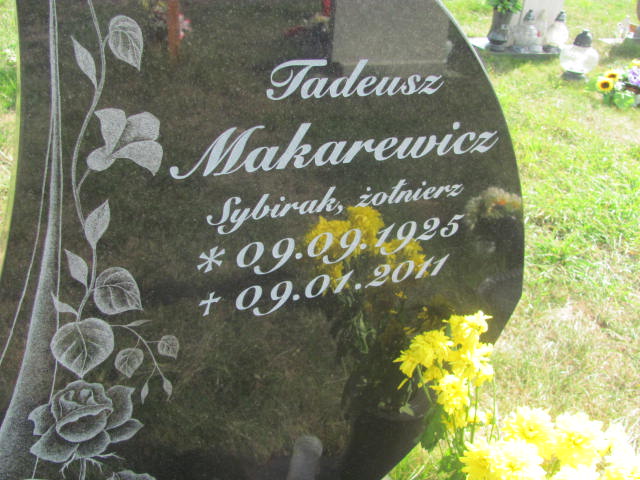 Tadeusz
Makarewicz
Sybirak, żołnierz
* 09.09.1925
+ 09.01.2011